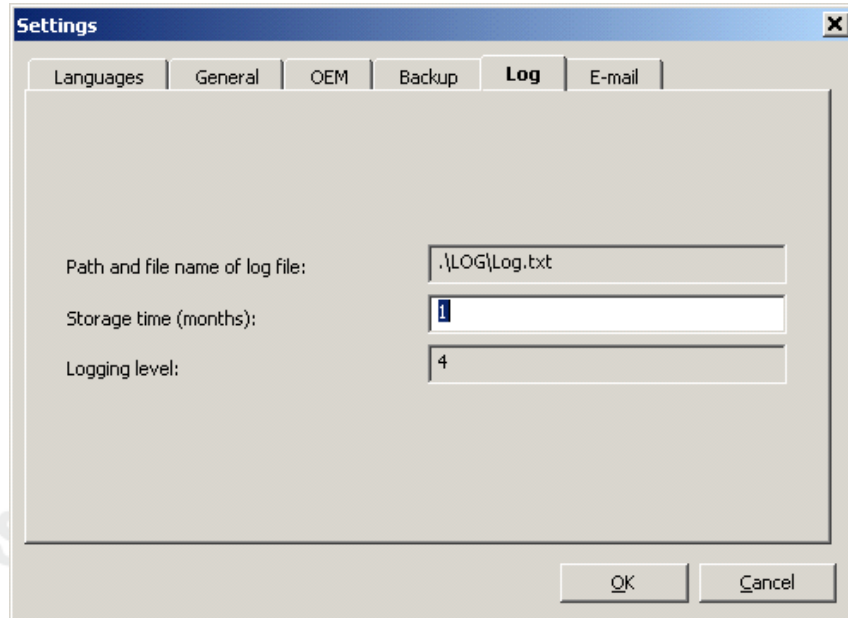 Settings
Languages General OEM Backup Log E-mail
Path and file name of log file: .\LOG\Log.txt
Storage time (months): 1
Logging level: 4
OK Cancel